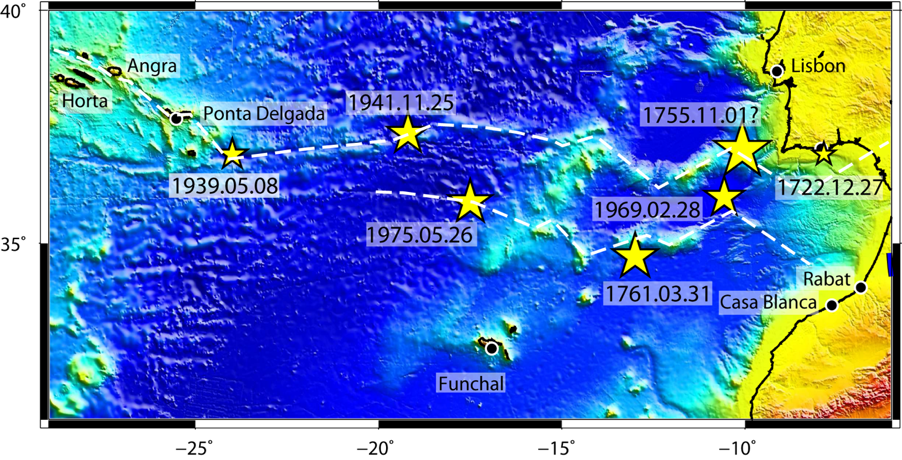 40°
Angra
Lisbon
Horta
Ponta Delgada
1941.11.25
1755.11.01?
1939.05.08
1722.12.27
1969.02.28
1975.05.26
35°
1761.03.31
Rabat
Casa Blanca
Funchal
−25°
−20°
−15°
−10°